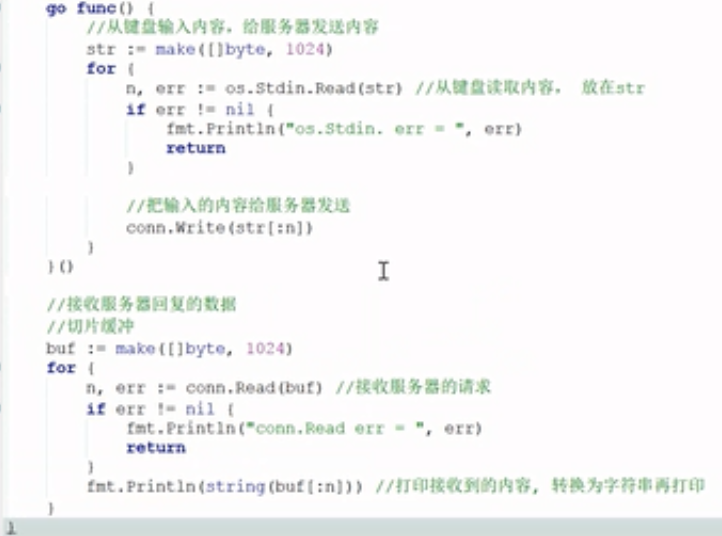 go func() {
//从键盘输入内容，给服务器发送内容
str := make([]byte, 1024)
for {
n, err := os.Stdin.Read(str) //从键盘读取内容， 放在str
if err != nil {
fmt.Println("os.Stdin. err = ", err)
return
}
//把输入的内容给服务器发送
conn.Write(str[:n])
}
}()
//接收服务器回复的数据
//切片缓冲
buf := make([]byte, 1024)
for {
n, err := conn.Read(buf) //接收服务器的请求
if err != nil {
fmt.Println("conn.Read err = ", err)
return
}
fmt.Println(string(buf[:n])) //打印接收到的内容, 转换为字符串再打印
}
}